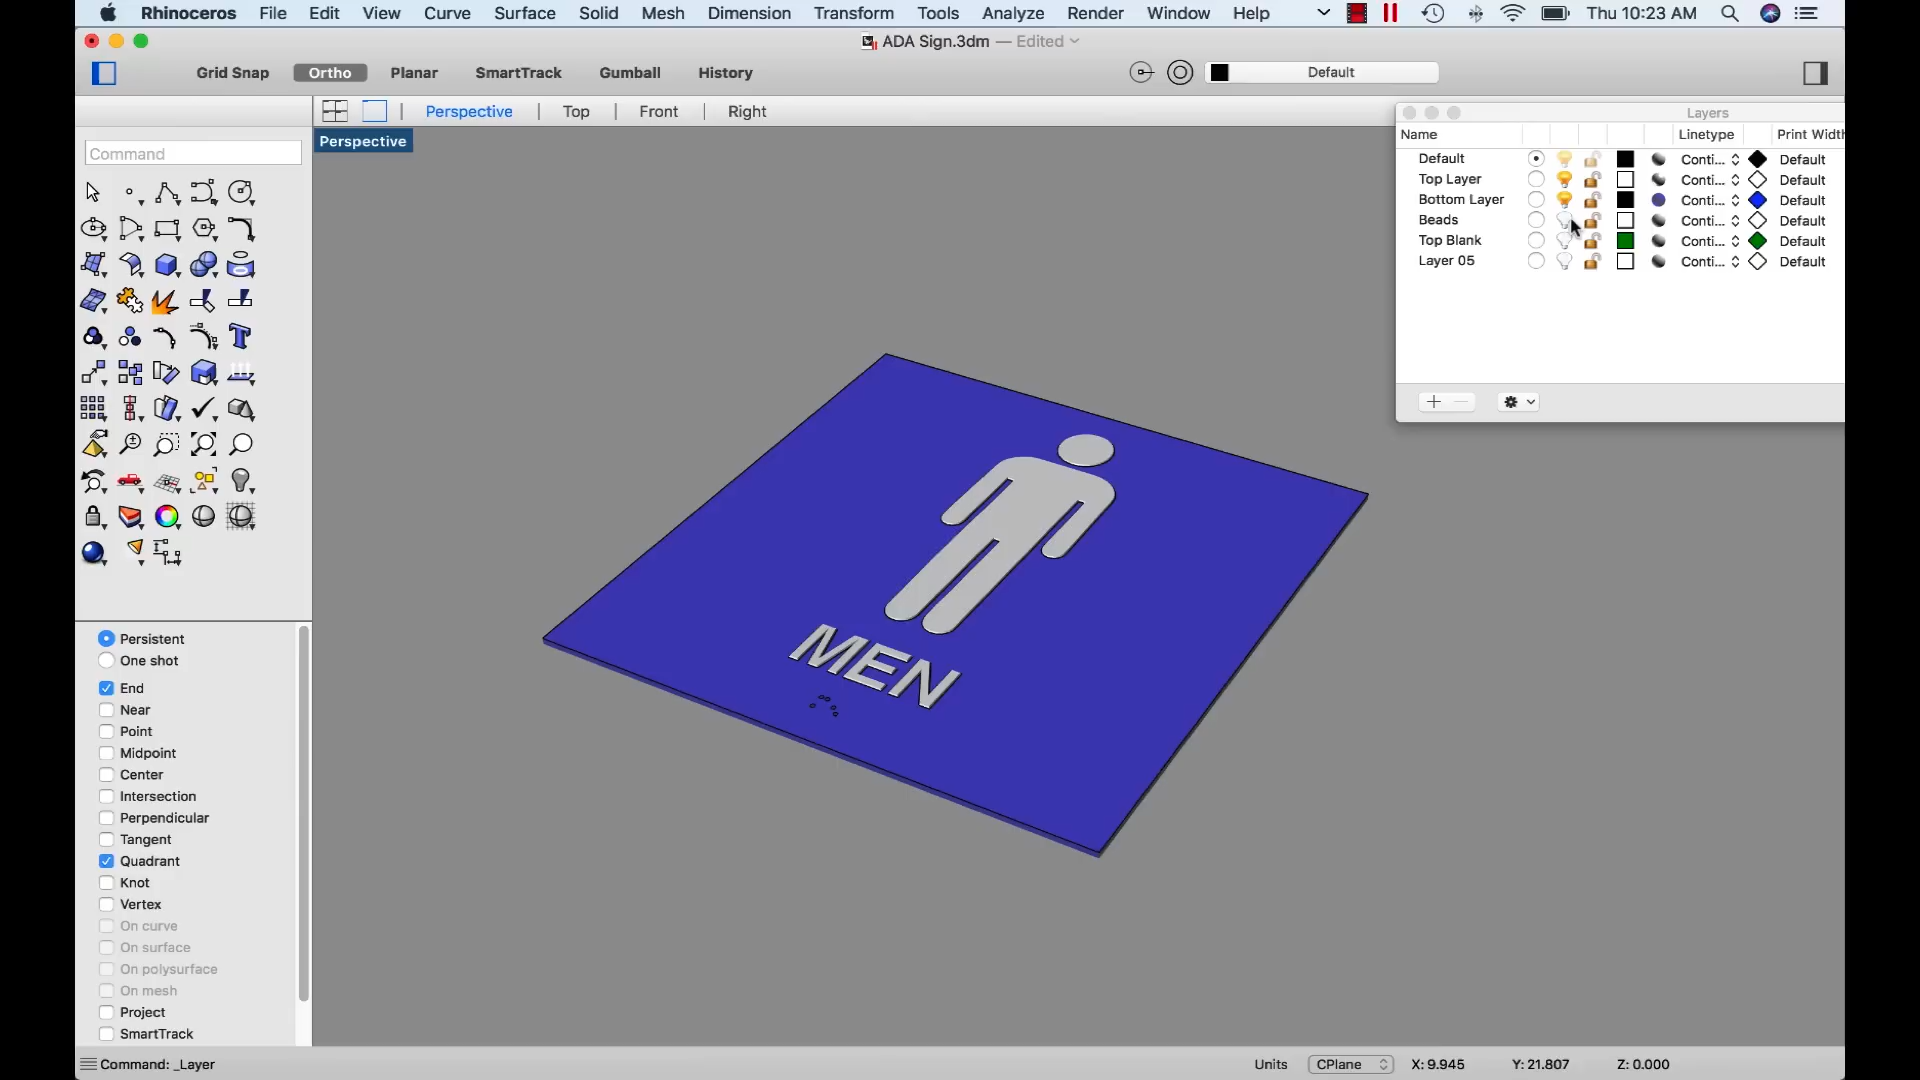 Rhinoceros File Edit View Curve Surface Solid Mesh Dimension Transform Tools Analyze Render Window Help Thu 10:23 AM
ADA Sign.3dm — Edited
Grid Snap Ortho Planar SmartTrack Gumball History Default
Perspective Top Front Right
Perspective
Layers
Name Linetype Print Width
Default Conti... Default
Top Layer Conti... Default
Bottom Layer Conti... Default
Beads Conti... Default
Top Blank Conti... Default
Layer 05 Conti... Default
Command
MEN
Persistent
One shot
End
Near
Point
Midpoint
Center
Intersection
Perpendicular
Tangent
Quadrant
Knot
Vertex
On curve
On surface
On polysurface
On mesh
Project
SmartTrack
Command: _Layer Units CPlane X: 9.945 Y: 21.807 Z: 0.000